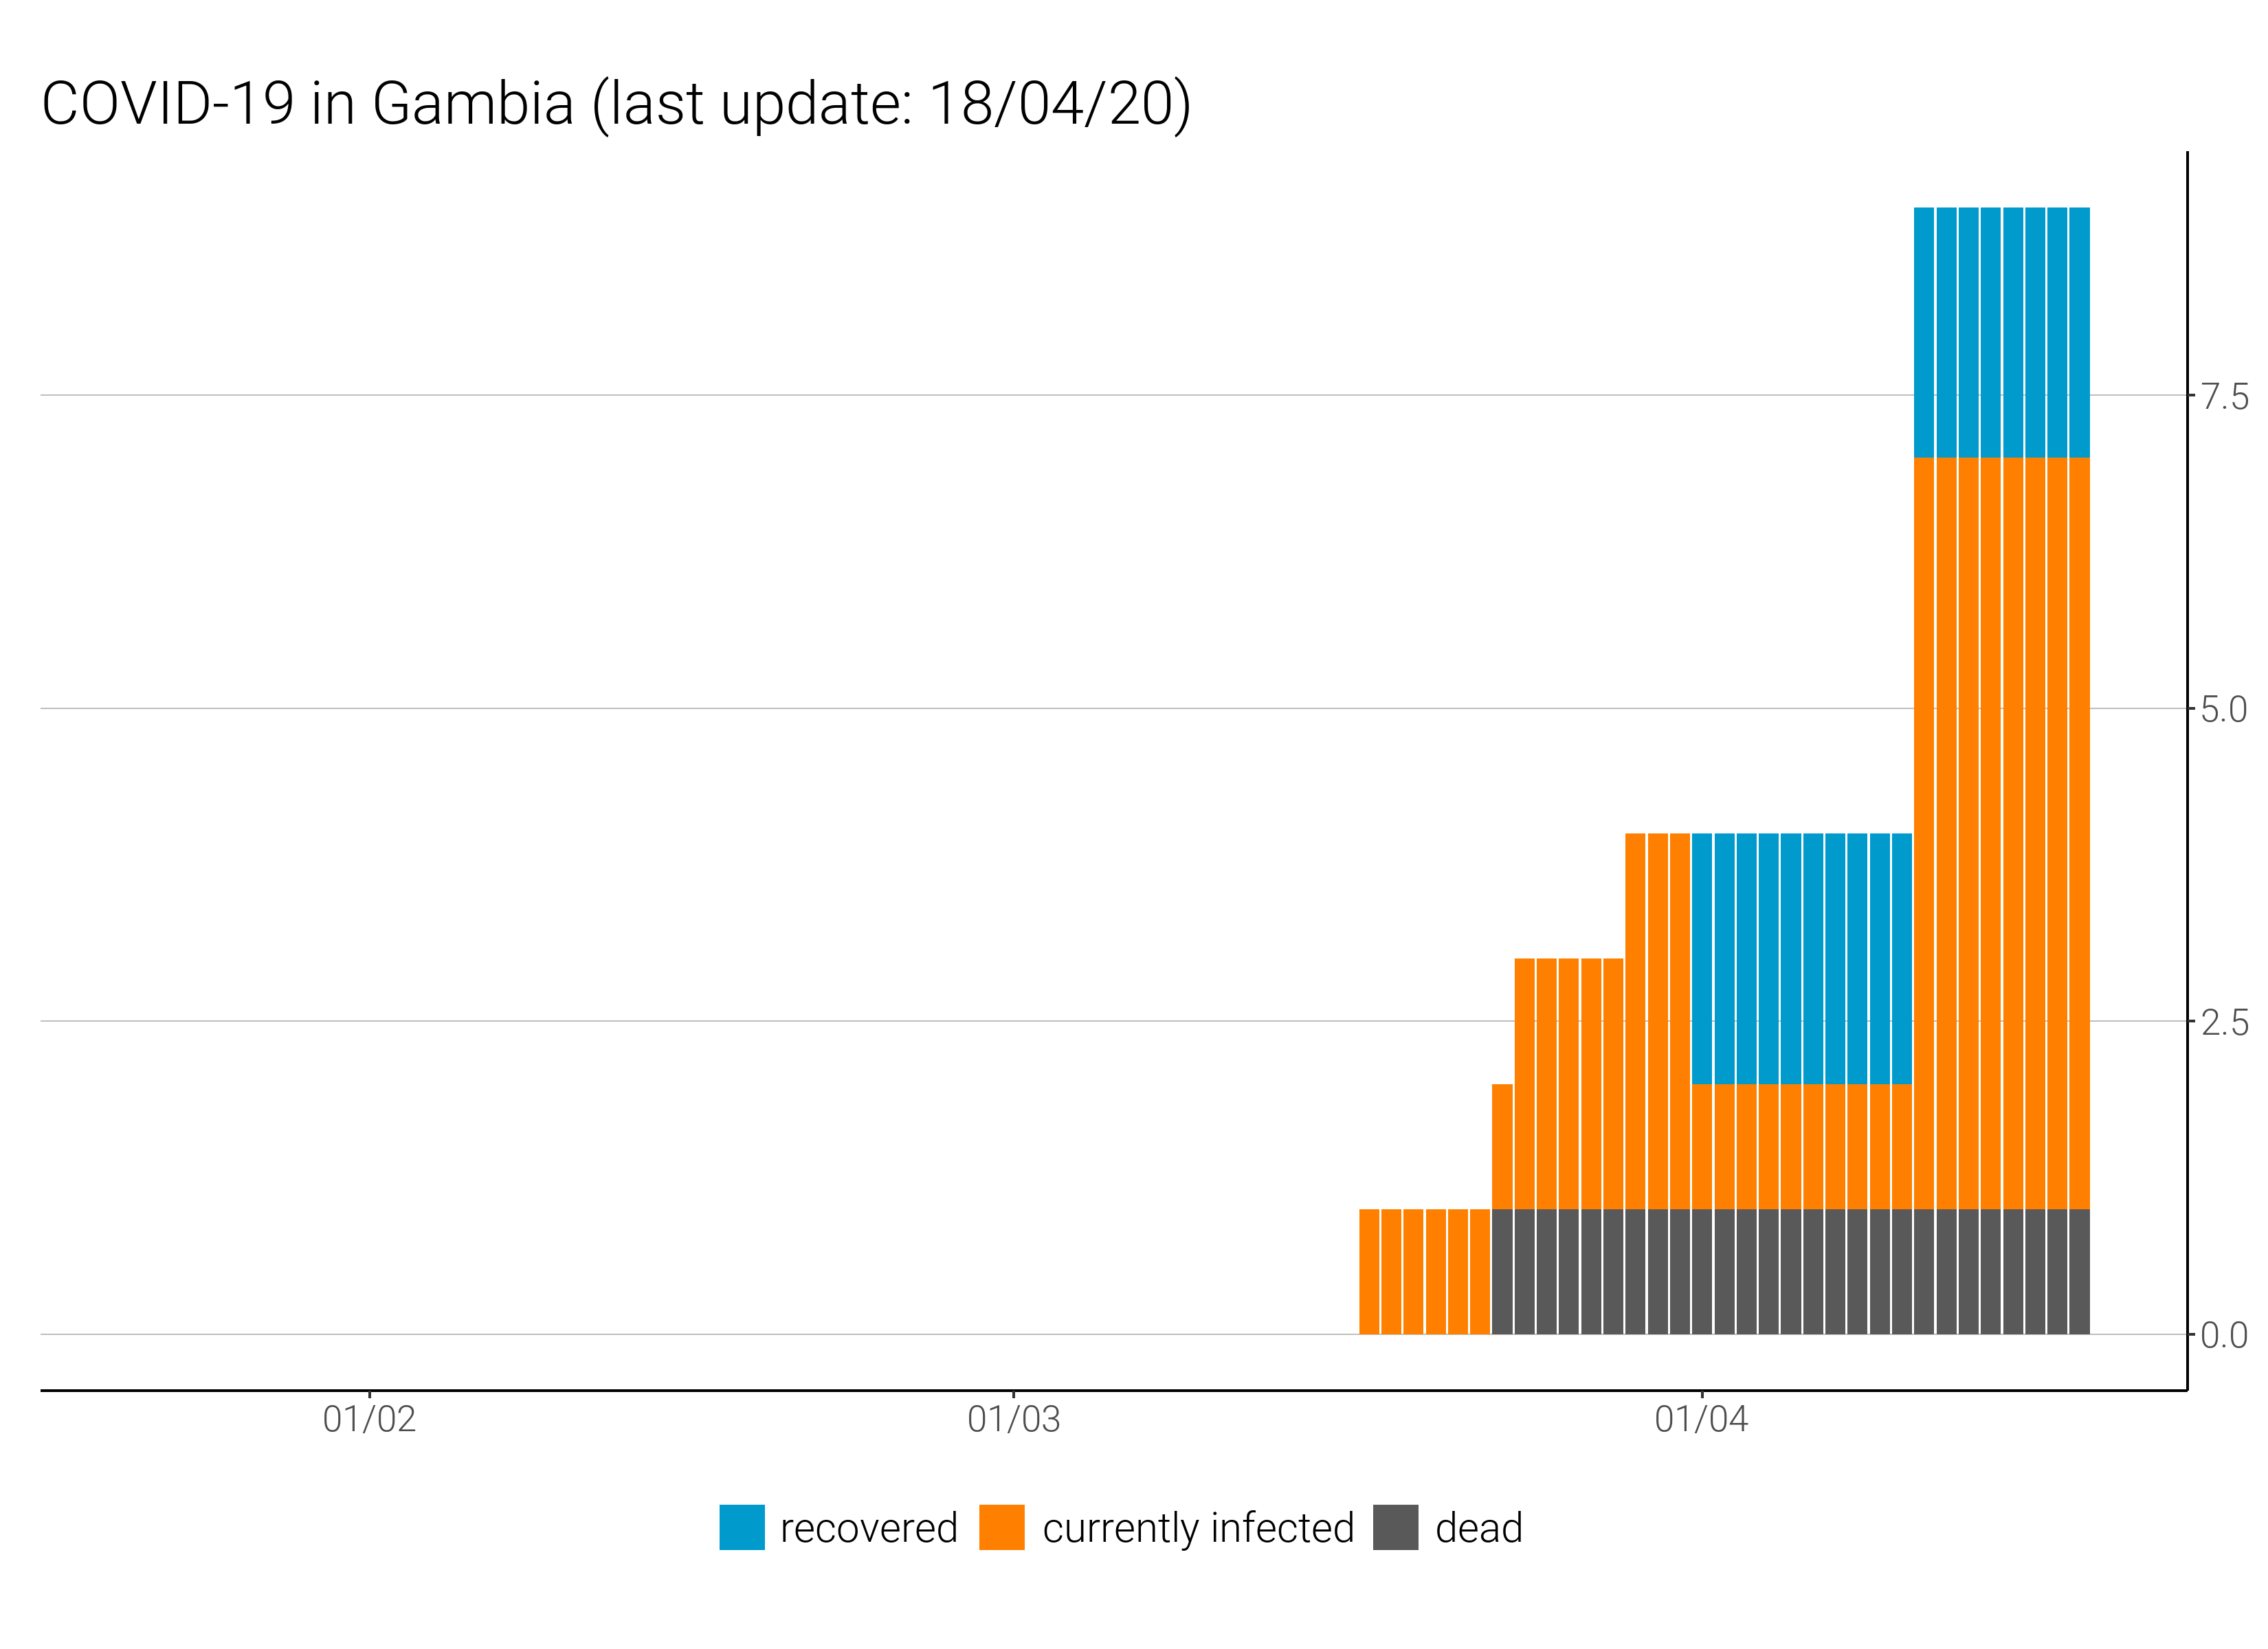 COVID-19 in Gambia (last update: 18/04/20)
7.5
5.0
2.5
0.0
01/02 01/03 01/04
recovered currently infected dead